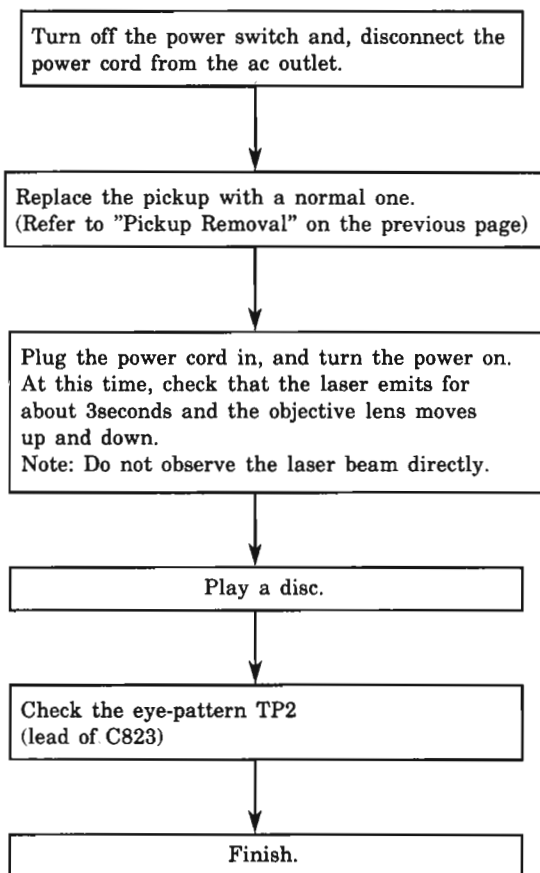 Turn off the power switch and, disconnect the
power cord from the ac outlet.
Replace the pickup with a normal one.
(Refer to "Pickup Removal" on the previous page)
Plug the power cord in, and turn the power on.
At this time, check that the laser emits for
about 3seconds and the objective lens moves
up and down.
Note: Do not observe the laser beam directly.
Play a disc.
Check the eye-pattern TP2
(lead of C823)
Finish.